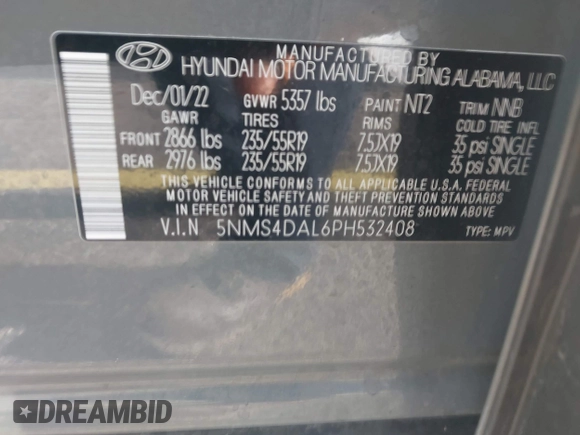 MANUFACTURED BY
HYUNDAI MOTOR MANUFACTURING ALABAMA, LLC
Dec/01/22 GVWR 5357 lbs PAINT NT2 TRIM NNB
GAWR TIRES RIMS COLD TIRE INFL
FRONT 2866 lbs 235/55R19 7.5JX19 35 psi SINGLE
REAR 2976 lbs 235/55R19 7.5JX19 35 psi SINGLE
THIS VEHICLE CONFORMS TO ALL APPLICABLE U.S.A. FEDERAL
MOTOR VEHICLE SAFETY AND THEFT PREVENTION STANDARDS
IN EFFECT ON THE DATE OF MANUFACTURE SHOWN ABOVE.
V.I.N 5NMS4DAL6PH532408 TYPE: MPV
DREAMBID